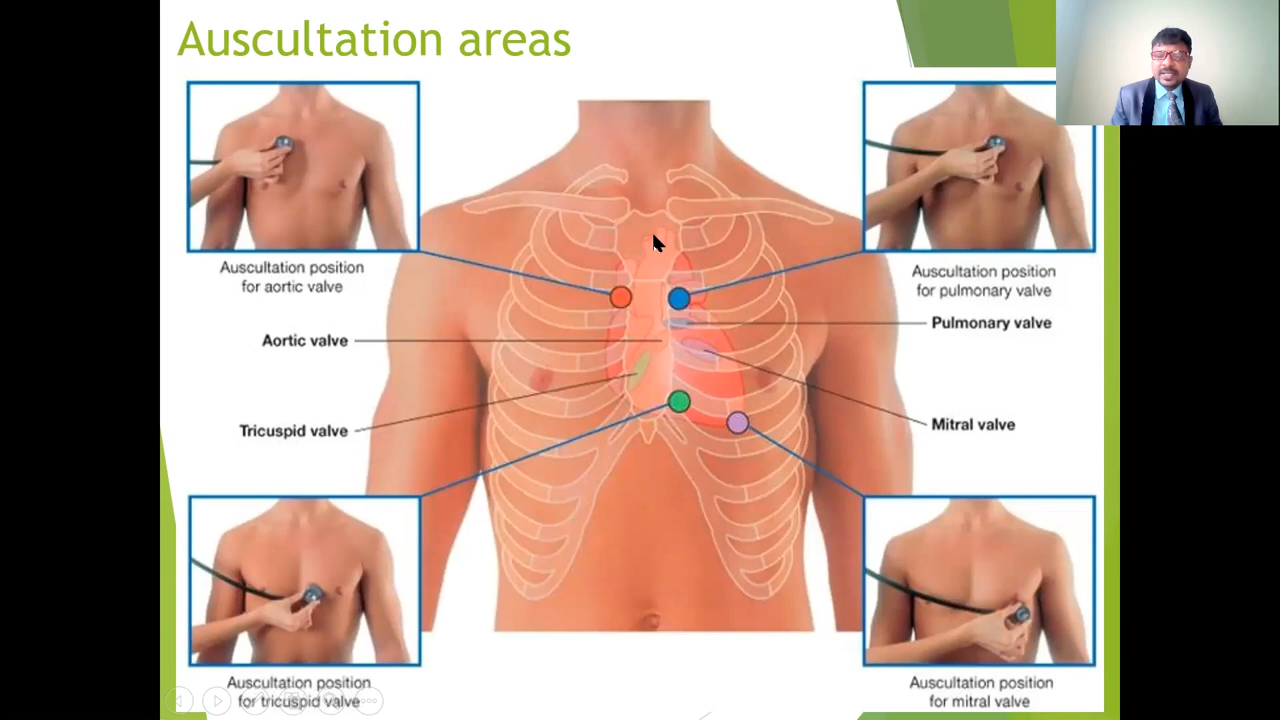 Auscultation areas
Auscultation position
for aortic valve
Auscultation position
for pulmonary valve
Pulmonary valve
Aortic valve
Tricuspid valve
Mitral valve
Auscultation position
for tricuspid valve
Auscultation position
for mitral valve